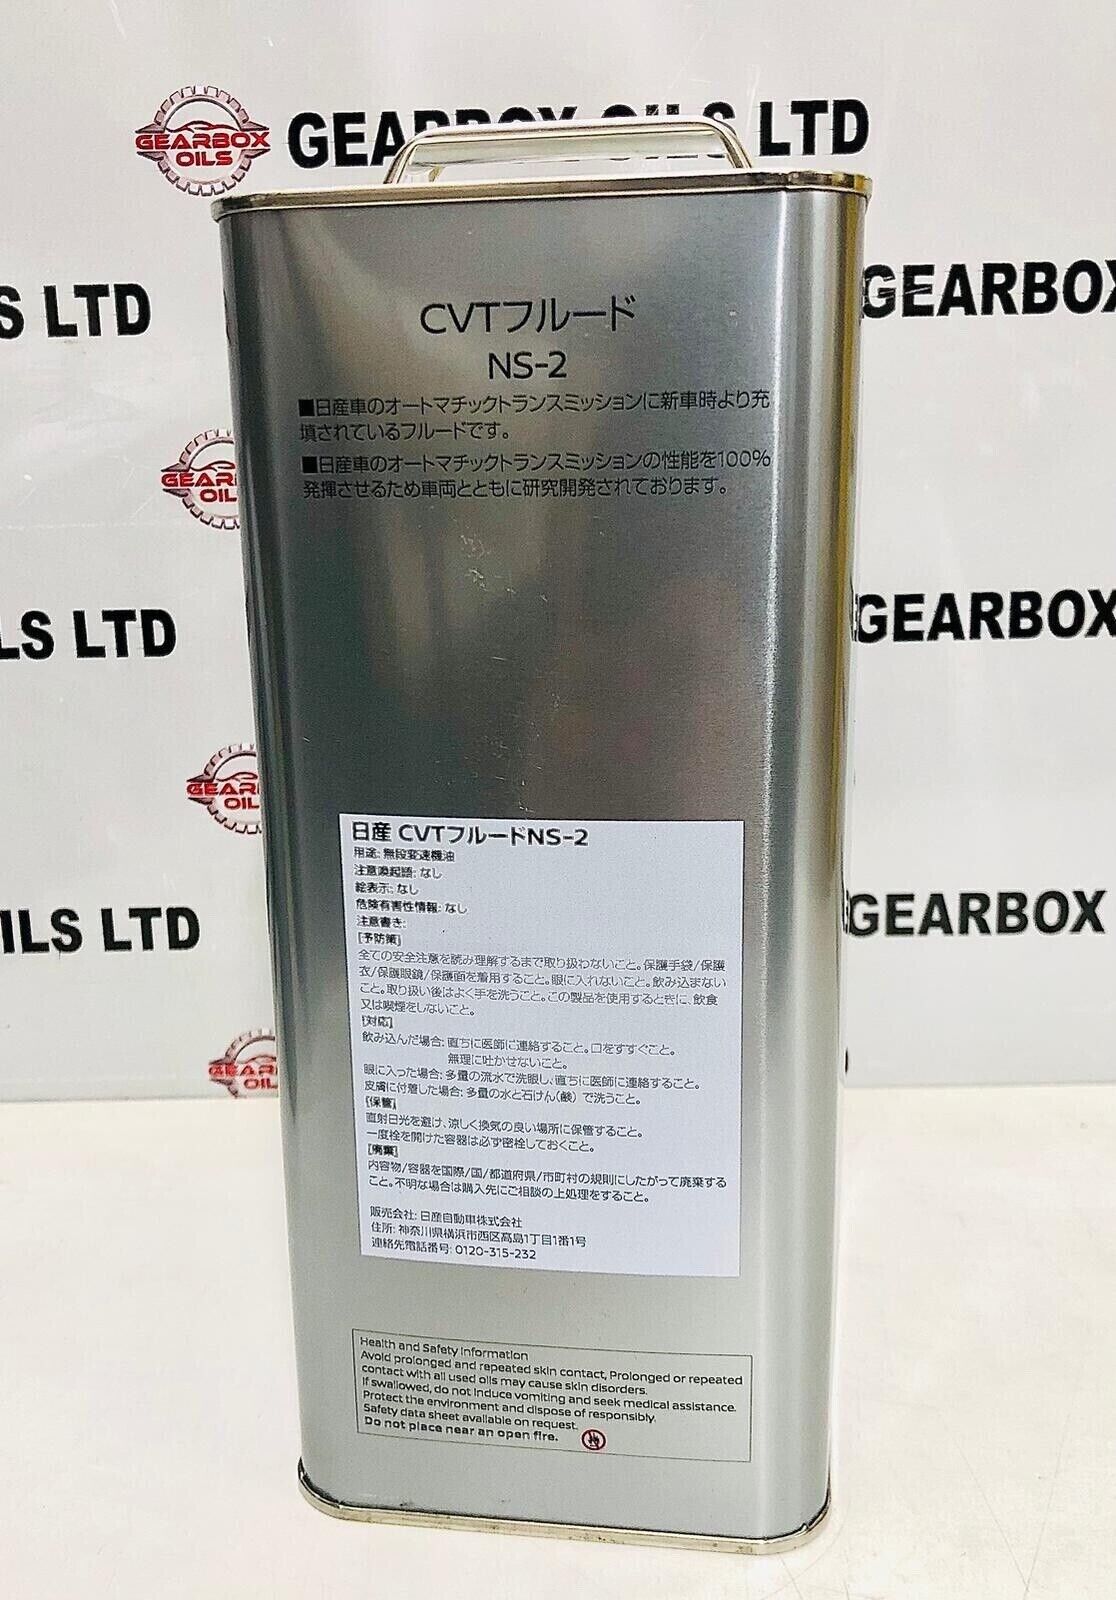 GEARBOX OILS
GEARBOX OILS LTD
S LTD
GEARBOX
CVTフルード
NS-2
■日産車のオートマチックトランスミッションに新車時より充
填されているフルードです。
■日産車のオートマチックトランスミッションの性能を100%
発揮させるため車両とともに研究開発されております。
GEARBOX
OILS
LS LTD
GEARBOX
GEARBOX
OILS
ILS LTD
GEARBOX
GEARBOX
OILS
日産 CVTフルードNS-2
用途: 無段変速機油
注意喚起語: なし
絵表示: なし
危険有害性情報: なし
注意書き:
[予防策]
全ての安全注意を読み理解するまで取り扱わないこと。保護手袋/保護
衣/保護眼鏡/保護面を着用すること。眼に入れないこと。飲み込まない
こと。取り扱い後はよく手を洗うこと。この製品を使用するときに、飲食
又は喫煙をしないこと。
[対応]
飲み込んだ場合: 直ちに医師に連絡すること。口をすすぐこと。
無理に吐かせないこと。
眼に入った場合: 多量の流水で洗眼し、直ちに医師に連絡すること。
皮膚に付着した場合: 多量の水と石けん(鹸)で洗うこと。
[保管]
直射日光を避け、涼しく換気の良い場所に保管すること。
一度栓を開けた容器は必ず密栓しておくこと。
[廃棄]
内容物/容器を国際/国/都道府県/市町村の規則にしたがって廃棄する
こと。不明な場合は購入先にご相談の上処理をすること。
販売会社: 日産自動車株式会社
住所: 神奈川県横浜市西区高島1丁目1番1号
連絡先電話番号: 0120-315-232
Health and Safety Information
Avoid prolonged and repeated skin contact, Prolonged or repeated
contact with all used oils may cause skin disorders.
If swallowed, do not induce vomiting and seek medical assistance.
Protect the environment and dispose of responsibly.
Safety data sheet available on request.
Do not place near an open fire.